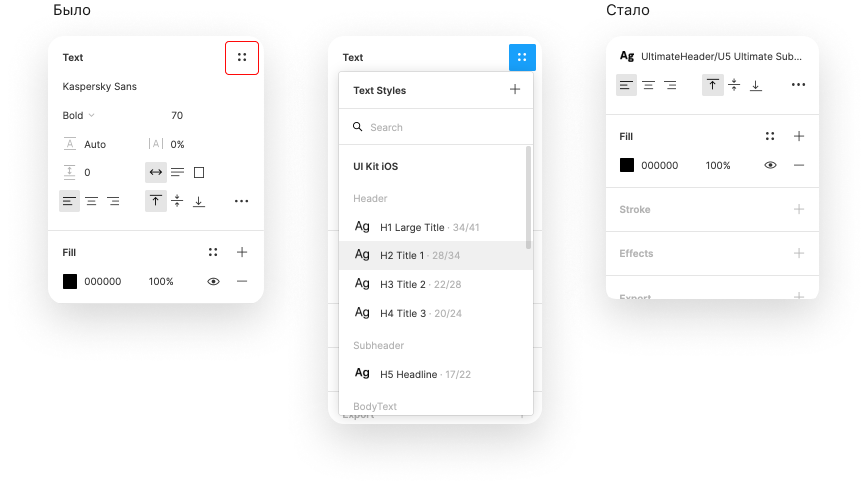 Было
Text
Kaspersky Sans
Bold
70
A
Auto
|A|
0%
0
Fill
000000
100%
Text
Text Styles
Search
UI Kit iOS
Header
Ag H1 Large Title · 34/41
Ag H2 Title 1 · 28/34
Ag H3 Title 2 · 22/28
Ag H4 Title 3 · 20/24
Subheader
Ag H5 Headline · 17/22
BodyText
Export
Стало
Ag UltimateHeader/U5 Ultimate Sub...
Fill
000000
100%
Stroke
Effects
Export